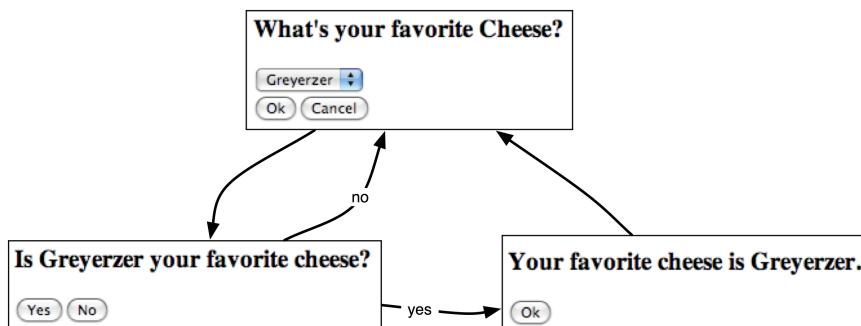 What's your favorite Cheese?
Greyerzer
Ok Cancel
no
Is Greyerzer your favorite cheese?
Yes No
yes
Your favorite cheese is Greyerzer.
Ok